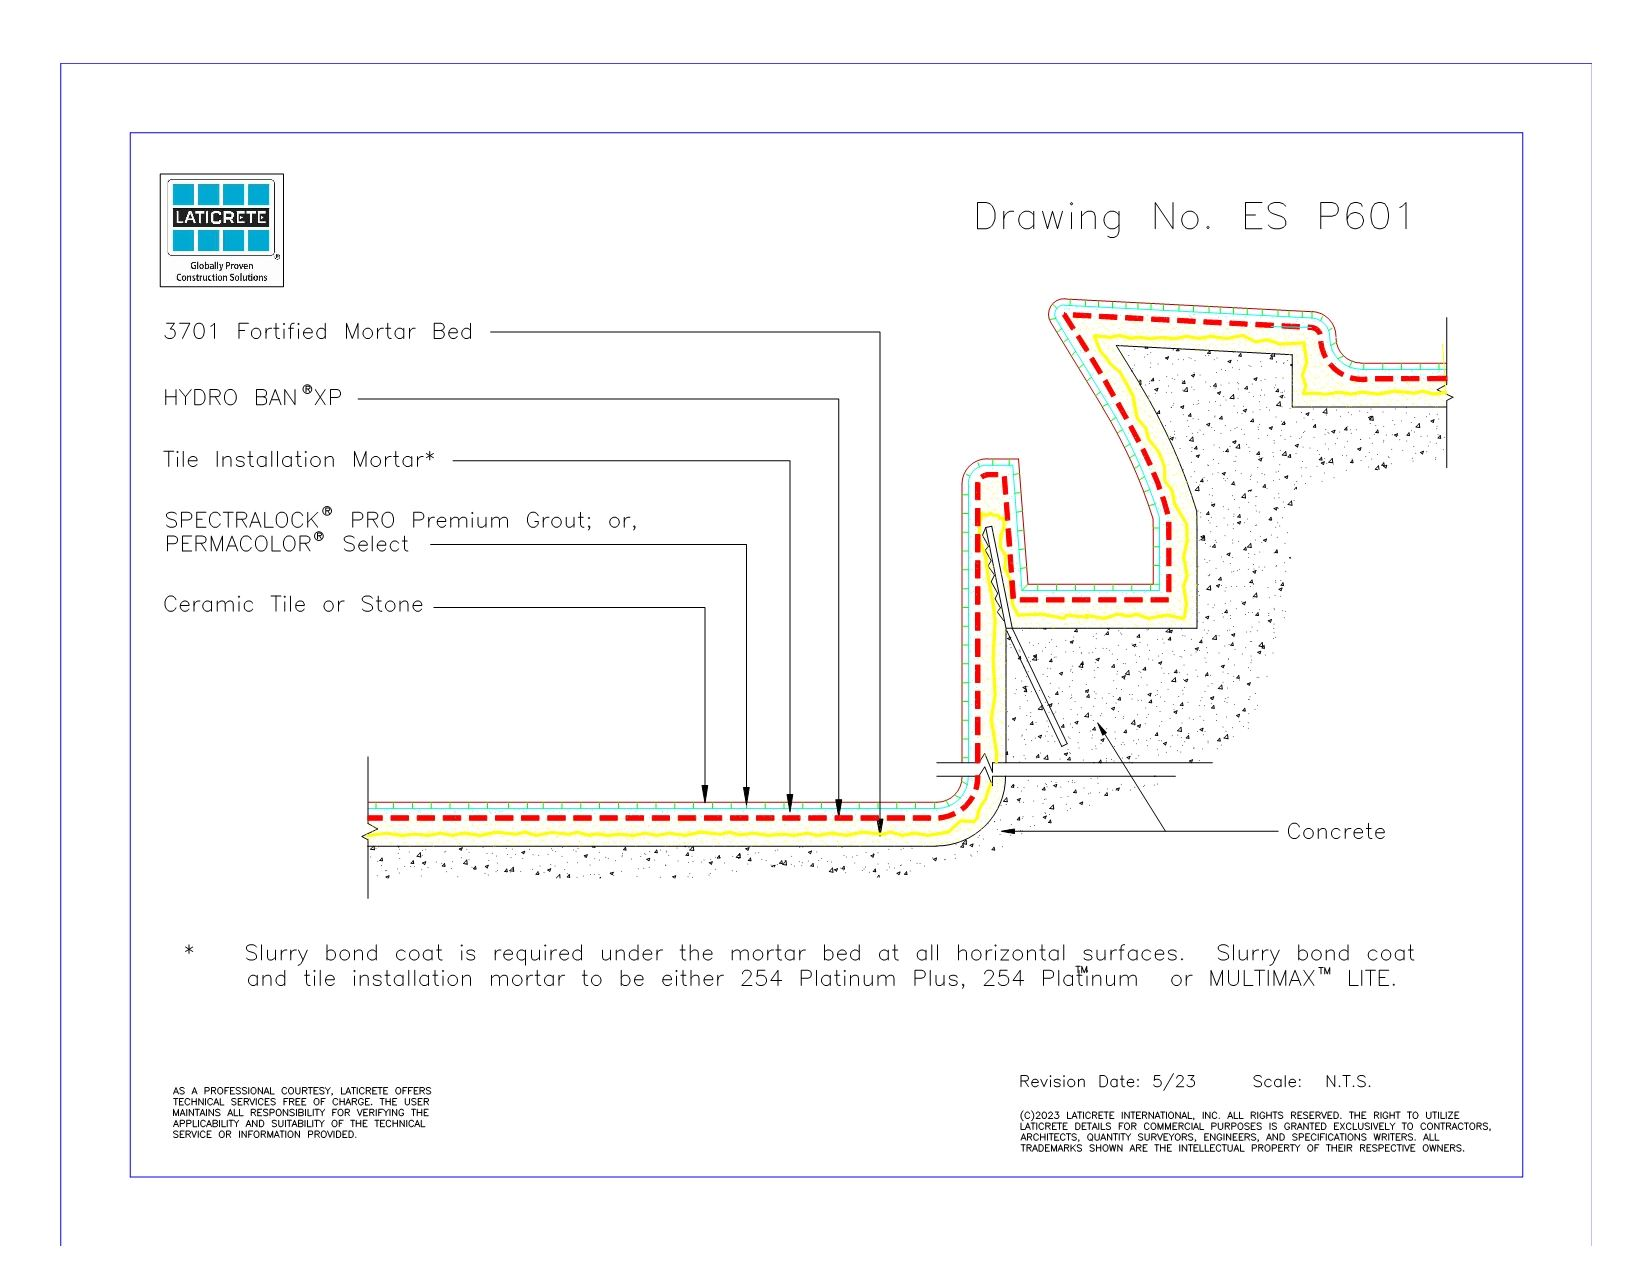 LATICRETE
®
Globally Proven
Construction Solutions
Drawing No. ES P601
3701 Fortified Mortar Bed
HYDRO BAN®XP
Tile Installation Mortar*
SPECTRALOCK® PRO Premium Grout; or,
PERMACOLOR® Select
Ceramic Tile or Stone
Concrete
* Slurry bond coat is required under the mortar bed at all horizontal surfaces. Slurry bond coat
and tile installation mortar to be either 254 Platinum Plus, 254 Platinum™ or MULTIMAX™ LITE.
Revision Date: 5/23 Scale: N.T.S.
AS A PROFESSIONAL COURTESY, LATICRETE OFFERS
TECHNICAL SERVICES FREE OF CHARGE. THE USER
MAINTAINS ALL RESPONSIBILITY FOR VERIFYING THE
APPLICABILITY AND SUITABILITY OF THE TECHNICAL
SERVICE OR INFORMATION PROVIDED.
(C)2023 LATICRETE INTERNATIONAL, INC. ALL RIGHTS RESERVED. THE RIGHT TO UTILIZE
LATICRETE DETAILS FOR COMMERCIAL PURPOSES IS GRANTED EXCLUSIVELY TO CONTRACTORS,
ARCHITECTS, QUANTITY SURVEYORS, ENGINEERS, AND SPECIFICATIONS WRITERS. ALL
TRADEMARKS SHOWN ARE THE INTELLECTUAL PROPERTY OF THEIR RESPECTIVE OWNERS.